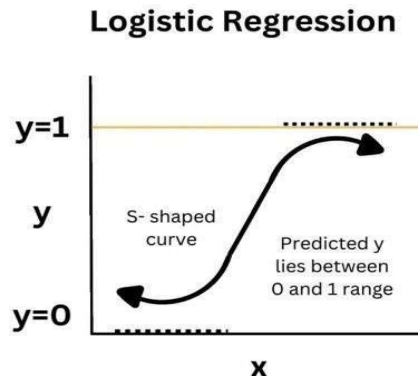 Logistic Regression
y=1
y
S- shaped
curve
Predicted y
lies between
0 and 1 range
y=0
x